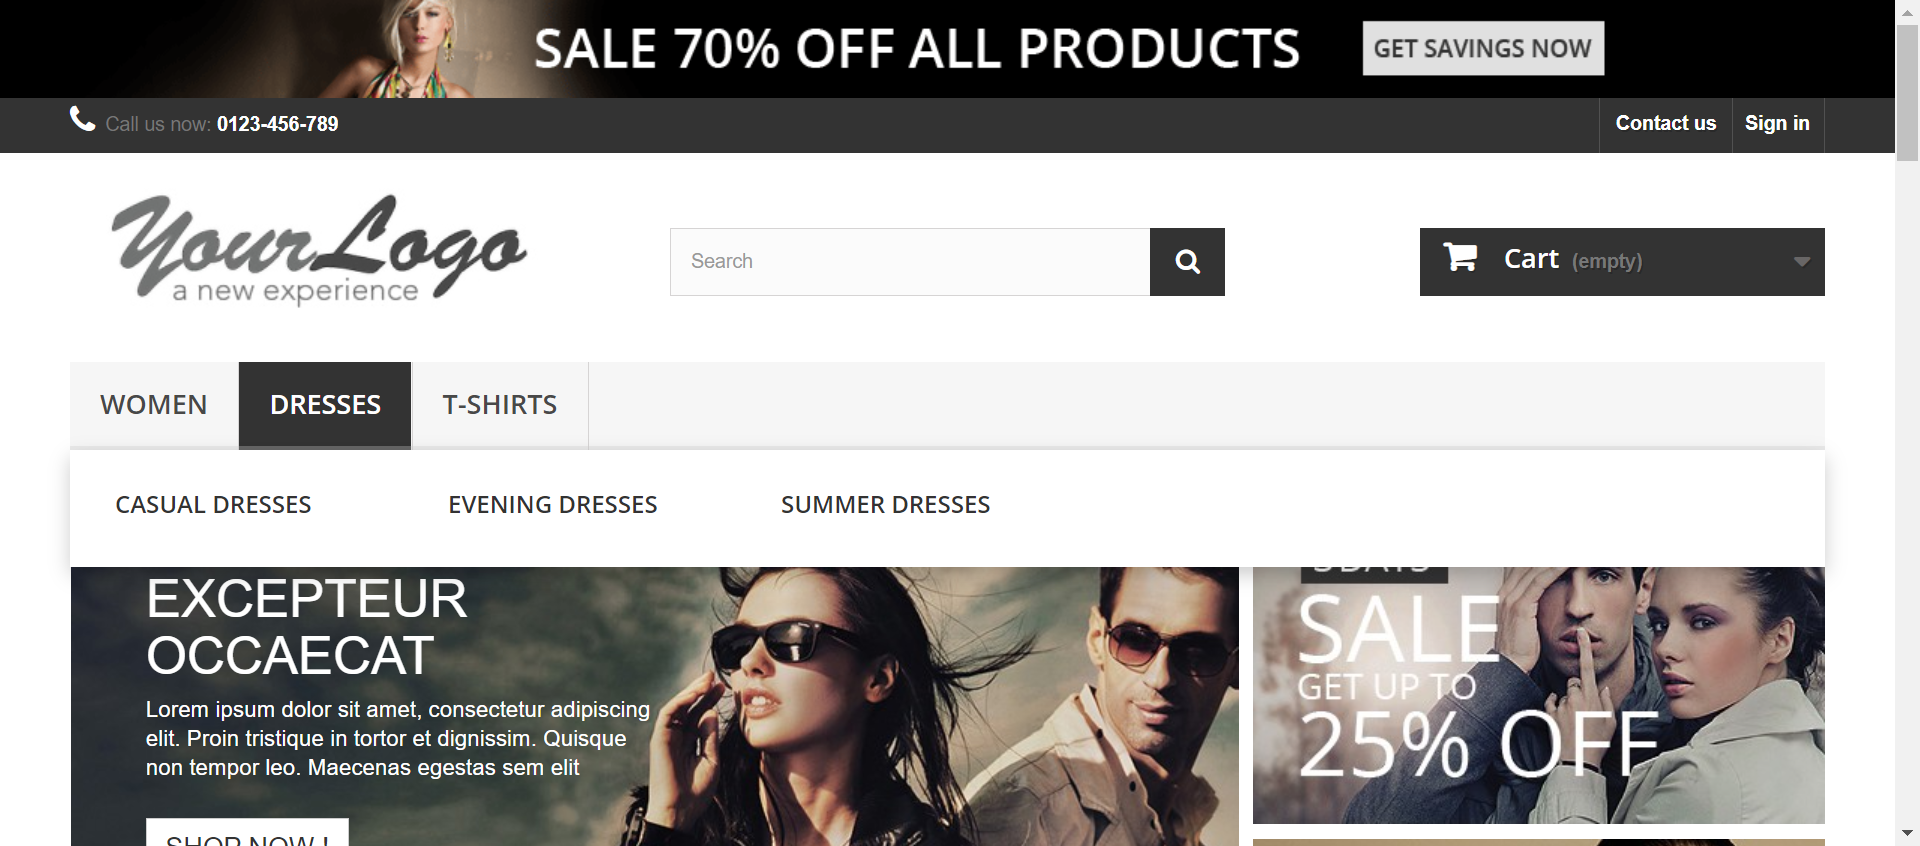 SALE 70% OFF ALL PRODUCTS
GET SAVINGS NOW
Call us now: 0123-456-789
Contact us
Sign in
YourLogo
a new experience
Search
Cart (empty)
WOMEN
DRESSES
T-SHIRTS
CASUAL DRESSES
EVENING DRESSES
SUMMER DRESSES
EXCEPTEUR
OCCAECAT
Lorem ipsum dolor sit amet, consectetur adipiscing
elit. Proin tristique in tortor et dignissim. Quisque
non tempor leo. Maecenas egestas sem elit
SHOP NOW !
SALE
GET UP TO
25% OFF